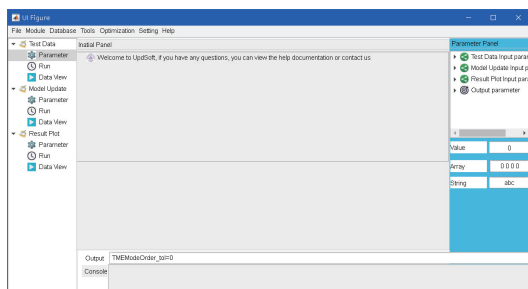 UI Figure
File Module Database Tools Optimization Setting Help
Test Data
Parameter
Run
Data View
Model Update
Parameter
Run
Data View
Result Plot
Parameter
Run
Data View
Inatial Panel
Welcome to UpdSoft, if you have any questions, you can view the help documentation or contact us
Parameter Panel
Test Data Input parar
Model Update Input p
Result Plot Input para
Output parameter
Value 0
Array 0 0 0 0
String abc
Output TMEModeOrder_tol=0
Console